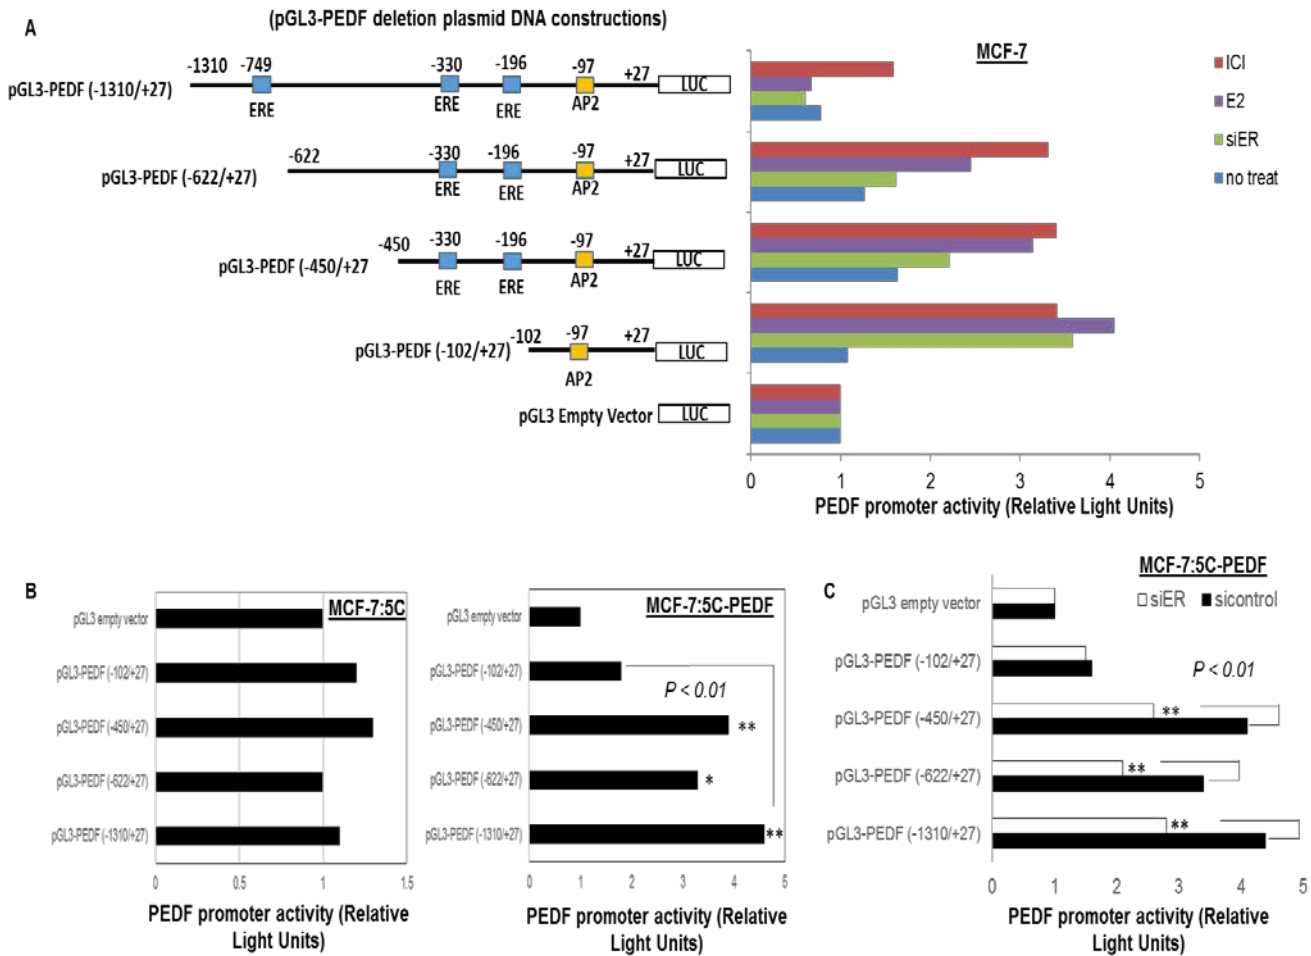 (pGL3-PEDF deletion plasmid DNA constructions)
A
-1310 -749 -330 -196 -97 +27
pGL3-PEDF (-1310/+27) LUC
ERE ERE ERE AP2
-622 -330 -196 -97 +27
pGL3-PEDF (-622/+27) LUC
ERE ERE AP2
-450 -330 -196 -97 +27
pGL3-PEDF (-450/+27 LUC
ERE ERE AP2
-102 -97 +27
pGL3-PEDF (-102/+27) LUC
AP2
pGL3 Empty Vector LUC
MCF-7
ICI
E2
siER
no treat
0 1 2 3 4 5
PEDF promoter activity (Relative Light Units)
B
MCF-7:5C
pGL3 empty vector
pGL3-PEDF (-102/+27)
pGL3-PEDF (-450/+27)
pGL3-PEDF (-622/+27)
pGL3-PEDF (-1310/+27)
0 0.5 1 1.5
PEDF promoter activity (Relative
Light Units)
MCF-7:5C-PEDF
pGL3 empty vector
pGL3-PEDF (-102/+27)
P < 0.01
pGL3-PEDF (-450/+27) **
pGL3-PEDF (-622/+27) *
pGL3-PEDF (-1310/+27) **
0 1 2 3 4 5
PEDF promoter activity (Relative
Light Units)
C
MCF-7:5C-PEDF
siER sicontrol
pGL3 empty vector
pGL3-PEDF (-102/+27) P < 0.01
pGL3-PEDF (-450/+27) **
pGL3-PEDF (-622/+27) **
pGL3-PEDF (-1310/+27) **
0 1 2 3 4 5
PEDF promoter activity (Relative
Light Units)